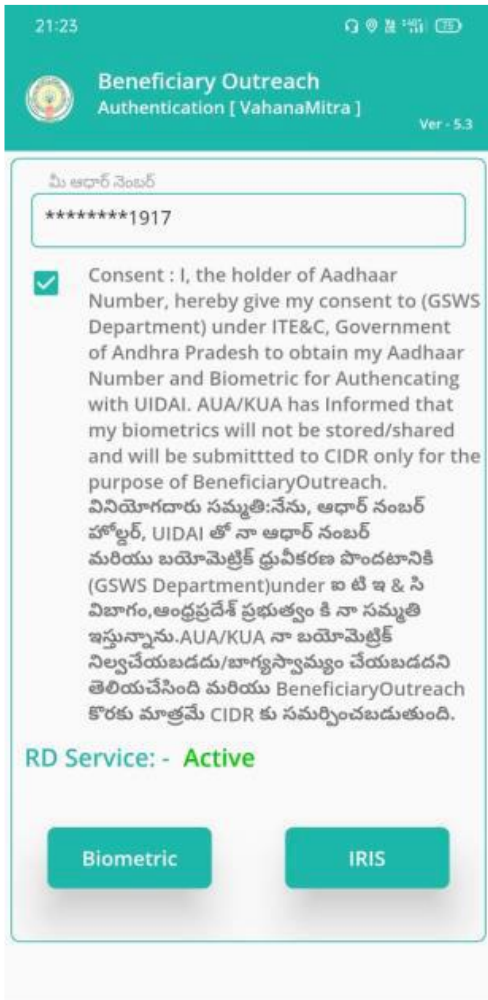 21:23
75
Beneficiary Outreach
Authentication [ VahanaMitra ]
Ver - 5.3
మీ ఆధార్ నెంబర్
********1917
Consent : I, the holder of Aadhaar
Number, hereby give my consent to (GSWS
Department) under ITE&C, Government
of Andhra Pradesh to obtain my Aadhaar
Number and Biometric for Authencating
with UIDAI. AUA/KUA has Informed that
my biometrics will not be stored/shared
and will be submittted to CIDR only for the
purpose of BeneficiaryOutreach.
వినియోగదారు సమ్మతి:నేను, ఆధార్ నంబర్
హోల్డర్, UIDAI తో నా ఆధార్ నంబర్
మరియు బయోమెట్రిక్ ధ్రువీకరణ పొందటానికి
(GSWS Department)under ఐ టి ఇ & సి
విబాగం,ఆంధ్రప్రదేశ్ ప్రభుత్వం కి నా సమ్మతి
ఇస్తున్నాను.AUA/KUA నా బయోమెట్రిక్
నిల్వచేయబడదు/బాగ్యస్వామ్యం చేయబడదని
తెలియచేసింది మరియు BeneficiaryOutreach
కొరకు మాత్రమే CIDR కు సమర్పించబడుతుంది.
RD Service: - Active
Biometric
IRIS